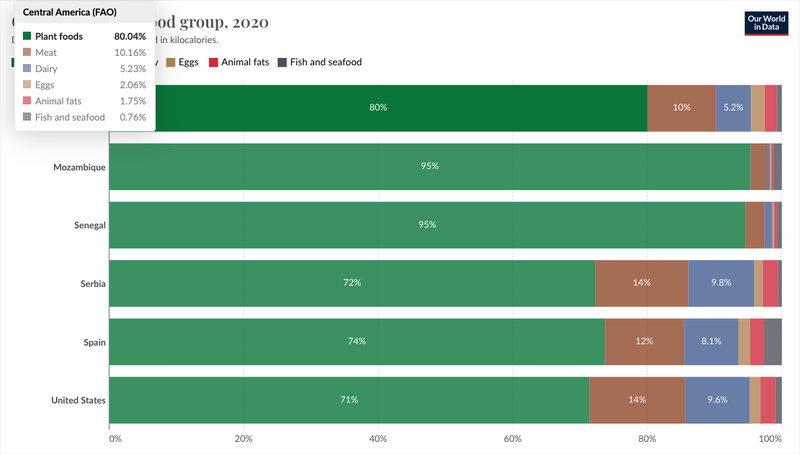 Central America (FAO)
Plant foods 80.04%
Meat 10.16%
Dairy 5.23%
Eggs 2.06%
Animal fats 1.75%
Fish and seafood 0.76%
food group, 2020
in kilocalories.
Our World
in Data
Eggs Animal fats Fish and seafood
80% 10% 5.2%
Mozambique 95%
Senegal 95%
Serbia 72% 14% 9.8%
Spain 74% 12% 8.1%
United States 71% 14% 9.6%
0% 20% 40% 60% 80% 100%